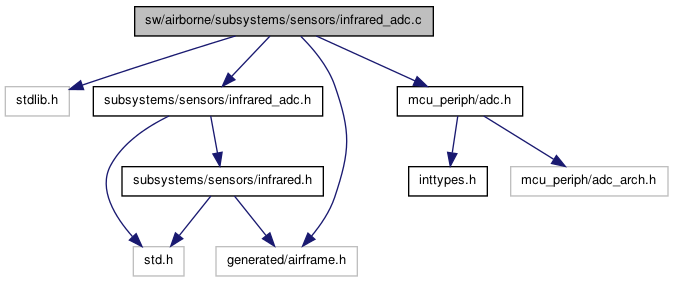 sw/airborne/subsystems/sensors/infrared_adc.c
stdlib.h
subsystems/sensors/infrared_adc.h
mcu_periph/adc.h
subsystems/sensors/infrared.h
inttypes.h
mcu_periph/adc_arch.h
std.h
generated/airframe.h